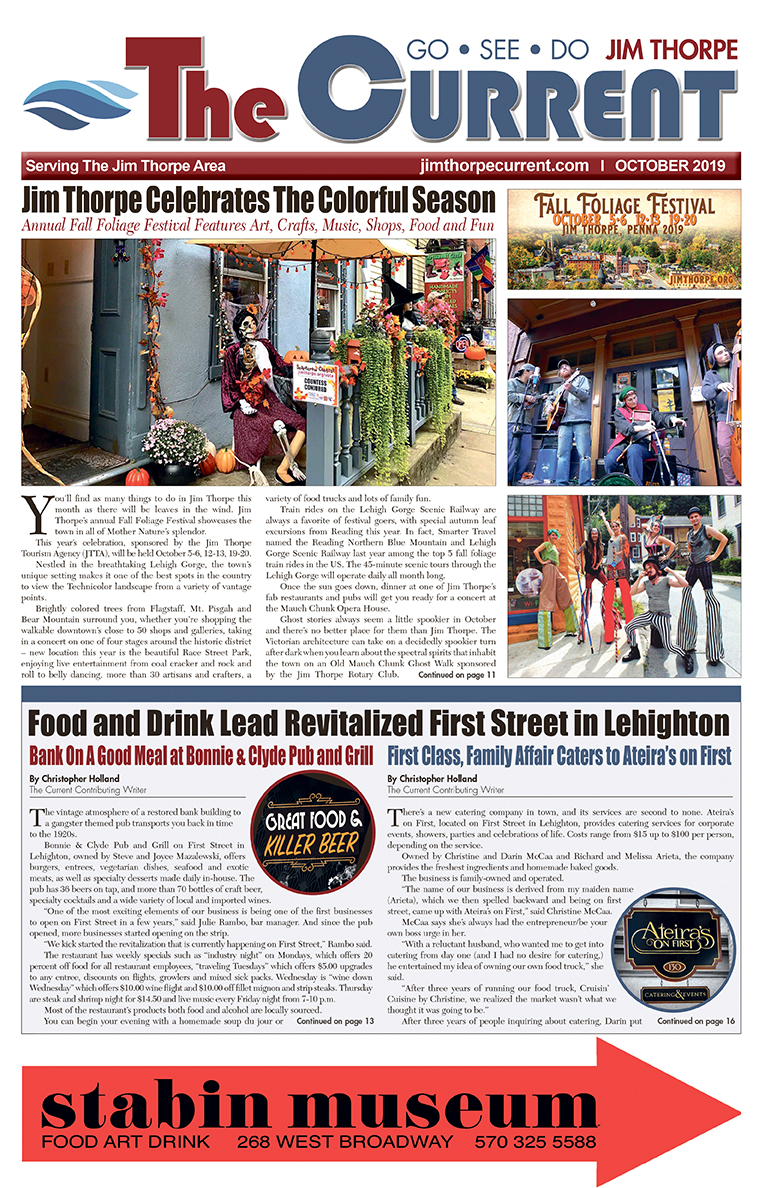 GO • SEE • DO JIM THORPE
The CURRENT
Serving The Jim Thorpe Area
jimthorpecurrent.com | OCTOBER 2019
Jim Thorpe Celebrates The Colorful Season
Annual Fall Foliage Festival Features Art, Crafts, Music, Shops, Food and Fun
FALL FOLIAGE FESTIVAL
OCTOBER 5-6, 12-13, 19-20
JIM THORPE, PENNA 2019
JIMTHORPE.ORG
HANDMADE
COUNTESS
CONJURED
You'll find as many things to do in Jim Thorpe this
month as there will be leaves in the wind. Jim
Thorpe's annual Fall Foliage Festival showcases the
town in all of Mother Nature's splendor.
This year's celebration, sponsored by the Jim Thorpe
Tourism Agency (JTTA), will be held October 5-6, 12-13, 19-20.
Nestled in the breathtaking Lehigh Gorge, the town's
unique setting makes it one of the best spots in the country
to view the Technicolor landscape from a variety of vantage
points.
Brightly colored trees from Flagstaff, Mt. Pisgah and
Bear Mountain surround you, whether you're shopping the
walkable downtown's close to 50 shops and galleries, taking
in a concert on one of four stages around the historic district
– new location this year is the beautiful Race Street Park,
enjoying live entertainment from coal cracker and rock and
roll to belly dancing, more than 30 artisans and crafters, a
variety of food trucks and lots of family fun.
Train rides on the Lehigh Gorge Scenic Railway are
always a favorite of festival goers, with special autumn leaf
excursions from Reading this year. In fact, Smarter Travel
named the Reading Northern Blue Mountain and Lehigh
Gorge Scenic Railway last year among the top 5 fall foliage
train rides in the US. The 45-minute scenic tours through the
Lehigh Gorge will operate daily all month long.
Once the sun goes down, dinner at one of Jim Thorpe's
fab restaurants and pubs will get you ready for a concert at
the Mauch Chunk Opera House.
Ghost stories always seem a little spookier in October
and there's no better place for them than Jim Thorpe. The
Victorian architecture can take on a decidedly spookier turn
after dark when you learn about the spectral spirits that inhabit
the town on an Old Mauch Chunk Ghost Walk sponsored
by the Jim Thorpe Rotary Club. Continued on page 11
Food and Drink Lead Revitalized First Street in Lehighton
Bank On A Good Meal at Bonnie & Clyde Pub and Grill
By Christopher Holland
The Current Contributing Writer
GREAT FOOD &
KILLER BEER
The vintage atmosphere of a restored bank building to
a gangster themed pub transports you back in time
to the 1920s.
Bonnie & Clyde Pub and Grill on First Street in
Lehighton, owned by Steve and Joyce Mazalewski, offers
burgers, entrees, vegetarian dishes, seafood and exotic
meats, as well as specialty desserts made daily in-house. The
pub has 36 beers on tap, and more than 70 bottles of craft beer,
specialty cocktails and a wide variety of local and imported wines.
"One of the most exciting elements of our business is being one of the first businesses
to open on First Street in a few years," said Julie Rambo, bar manager. And since the pub
opened, more businesses started opening on the strip.
"We kick started the revitalization that is currently happening on First Street," Rambo said.
The restaurant has weekly specials such as "industry night" on Mondays, which offers 20
percent off food for all restaurant employees, "traveling Tuesdays" which offers $5.00 upgrades
to any entree, discounts on flights, growlers and mixed sick packs. Wednesday is "wine down
Wednesday" which offers $10.00 wine flight and $10.00 off fillet mignon and strip steaks. Thursday
are steak and shrimp night for $14.50 and live music every Friday night from 7-10 p.m.
Most of the restaurant's products both food and alcohol are locally sourced.
You can begin your evening with a homemade soup du jour or Continued on page 13
First Class, Family Affair Caters to Ateira's on First
By Christopher Holland
The Current Contributing Writer
There's a new catering company in town, and its services are second to none. Ateira's
on First, located on First Street in Lehighton, provides catering services for corporate
events, showers, parties and celebrations of life. Costs range from $15 up to $100 per person,
depending on the service.
Owned by Christine and Darin McCaa and Richard and Melissa Arieta, the company
provides the freshest ingredients and homemade baked goods.
The business is family-owned and operated.
"The name of our business is derived from my maiden name
(Arieta), which we then spelled backward and being on first
street, came up with Ateira's on First," said Christine McCaa.
McCaa says she's always had the entrepreneur/be your
own boss urge in her.
"With a reluctant husband, who wanted me to get into
catering from day one (and I had no desire for catering,)
he entertained my idea of owning our own food truck," she
said.
"After three years of running our food truck, Cruisin'
Cuisine by Christine, we realized the market wasn't what we
thought it was going to be."
After three years of people inquiring about catering, Darin put Continued on page 16
Ateira's
ON FIRST
130
CATERING & EVENTS
stabin museum
FOOD ART DRINK 268 WEST BROADWAY 570 325 5588